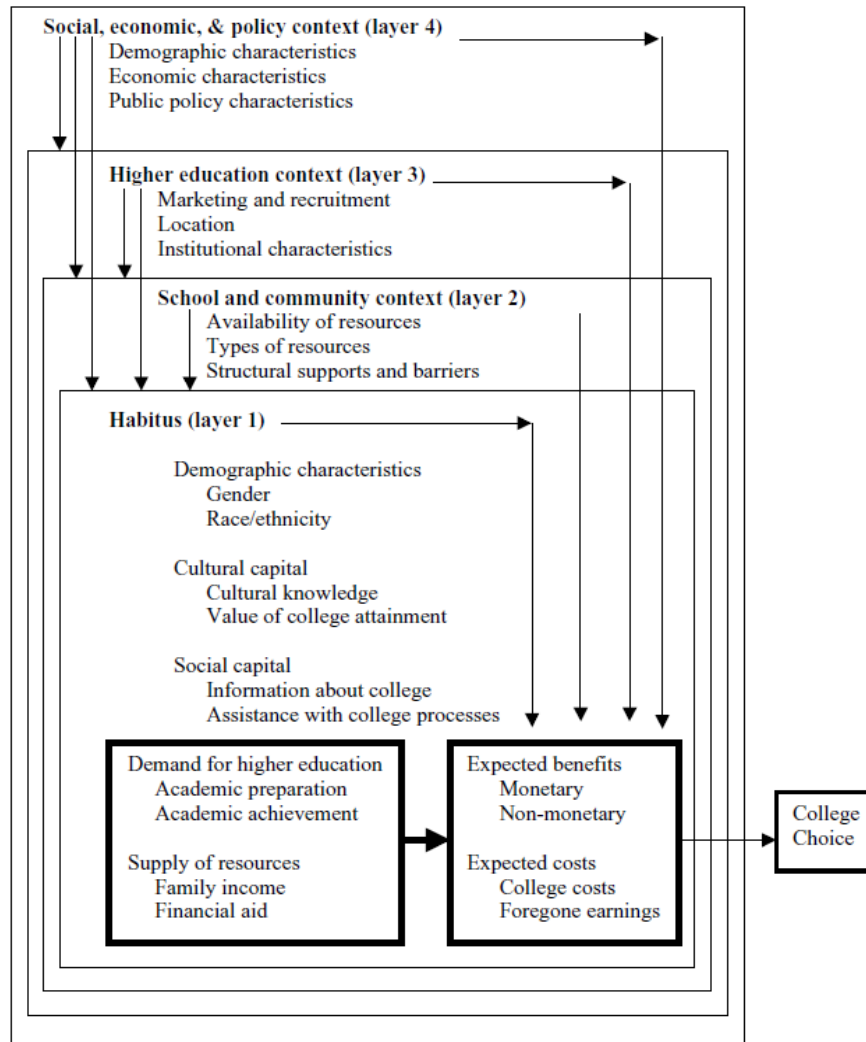 Social, economic, & policy context (layer 4)
Demographic characteristics
Economic characteristics
Public policy characteristics
Higher education context (layer 3)
Marketing and recruitment
Location
Institutional characteristics
School and community context (layer 2)
Availability of resources
Types of resources
Structural supports and barriers
Habitus (layer 1)
Demographic characteristics
Gender
Race/ethnicity
Cultural capital
Cultural knowledge
Value of college attainment
Social capital
Information about college
Assistance with college processes
Demand for higher education
Academic preparation
Academic achievement
Supply of resources
Family income
Financial aid
Expected benefits
Monetary
Non-monetary
Expected costs
College costs
Foregone earnings
College
Choice